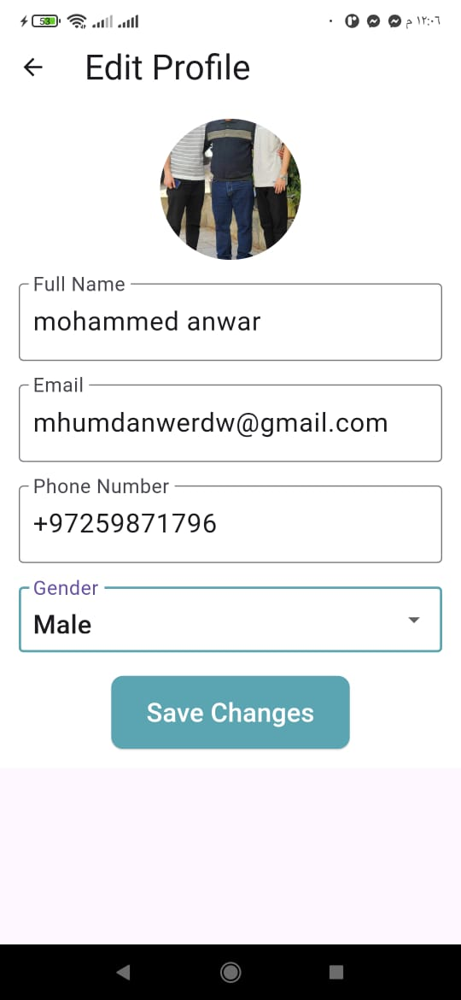 53
١٢:٠٦ م
Edit Profile
Full Name
mohammed anwar
Email
mhumdanwerdw@gmail.com
Phone Number
+97259871796
Gender
Male
Save Changes